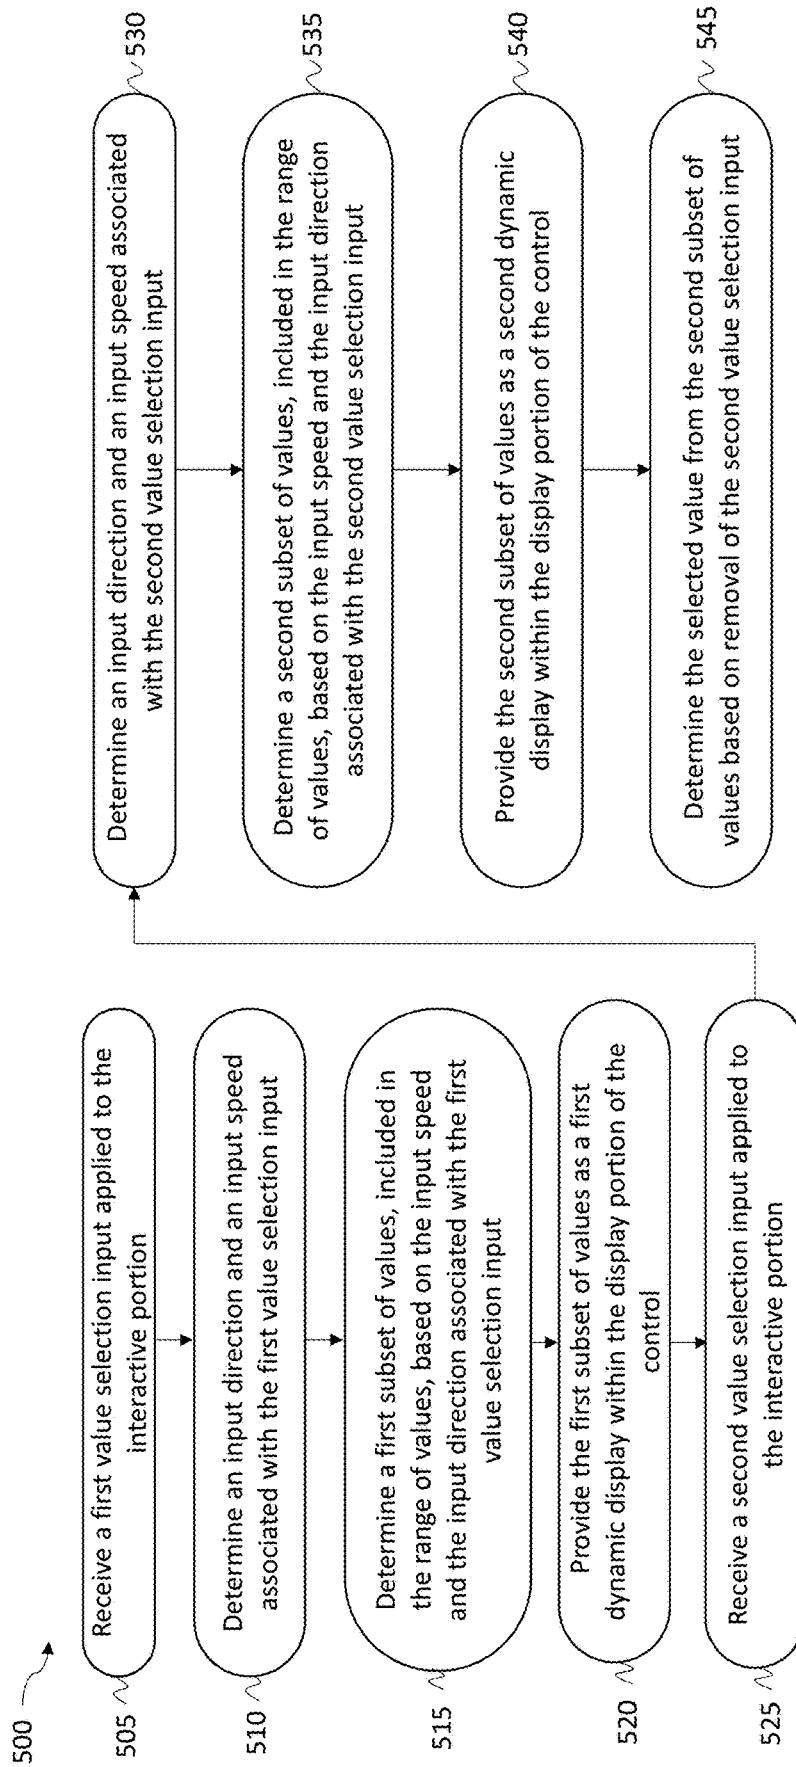 500
505
Receive a first value selection input applied to the
interactive portion
510
Determine an input direction and an input speed
associated with the first value selection input
515
Determine a first subset of values, included in
the range of values, based on the input speed
and the input direction associated with the first
value selection input
520
Provide the first subset of values as a first
dynamic display within the display portion of the
control
525
Receive a second value selection input applied to
the interactive portion
530
Determine an input direction and an input speed associated
with the second value selection input
535
Determine a second subset of values, included in the range
of values, based on the input speed and the input direction
associated with the second value selection input
540
Provide the second subset of values as a second dynamic
display within the display portion of the control
545
Determine the selected value from the second subset of
values based on removal of the second value selection input